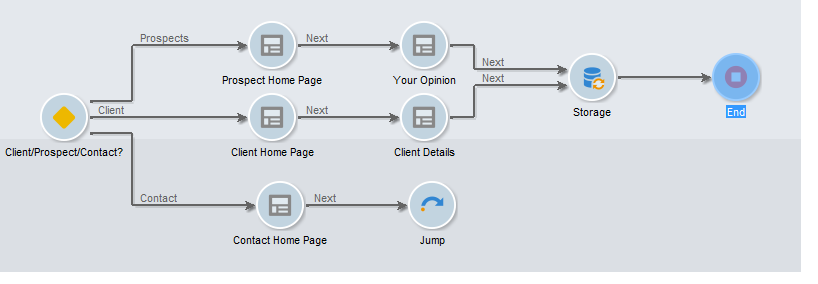 Prospects
Next
Next
Prospect Home Page
Your Opinion
Next
Client
Next
Storage
End
Client/Prospect/Contact?
Client Home Page
Client Details
Contact
Next
Contact Home Page
Jump